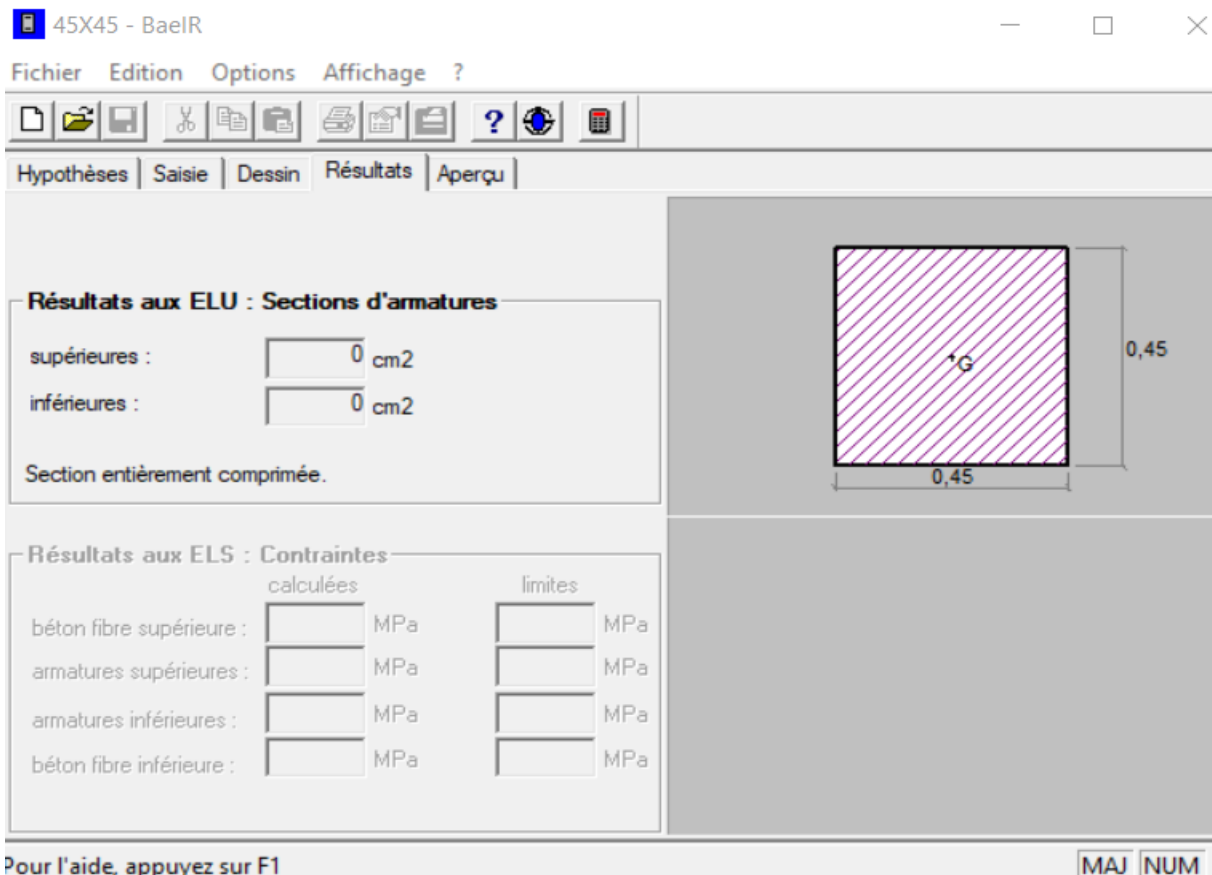 45X45 - BaelR
Fichier Edition Options Affichage ?
?
Hypothèses Saisie Dessin Résultats Aperçu
Résultats aux ELU : Sections d'armatures
supérieures : 0 cm2
inférieures : 0 cm2
Section entièrement comprimée.
G
0,45
0,45
Résultats aux ELS : Contraintes
calculées limites
béton fibre supérieure : MPa MPa
armatures supérieures : MPa MPa
armatures inférieures : MPa MPa
béton fibre inférieure : MPa MPa
Pour l'aide, appuyez sur F1 MAJ NUM